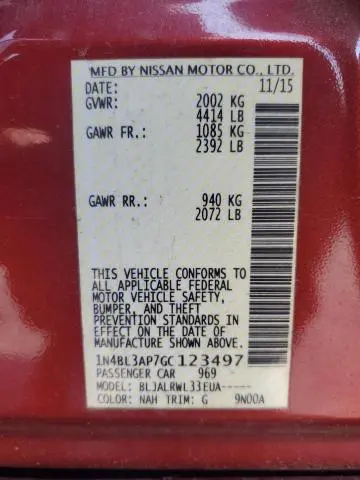 MFD BY NISSAN MOTOR CO., LTD.
DATE: 11/15
GVWR: 2002 KG
4414 LB
GAWR FR: 1085 KG
2392 LB
GAWR RR: 940 KG
2072 LB
THIS VEHICLE CONFORMS TO
ALL APPLICABLE FEDERAL
MOTOR VEHICLE SAFETY,
BUMPER, AND THEFT
PREVENTION STANDARDS IN
EFFECT ON THE DATE OF
MANUFACTURE SHOWN ABOVE.
1N4BL3AP7GC123497
PASSENGER CAR 969
MODEL: BLJALRWL33EUA-----
COLOR: NAH TRIM: G 9N00A